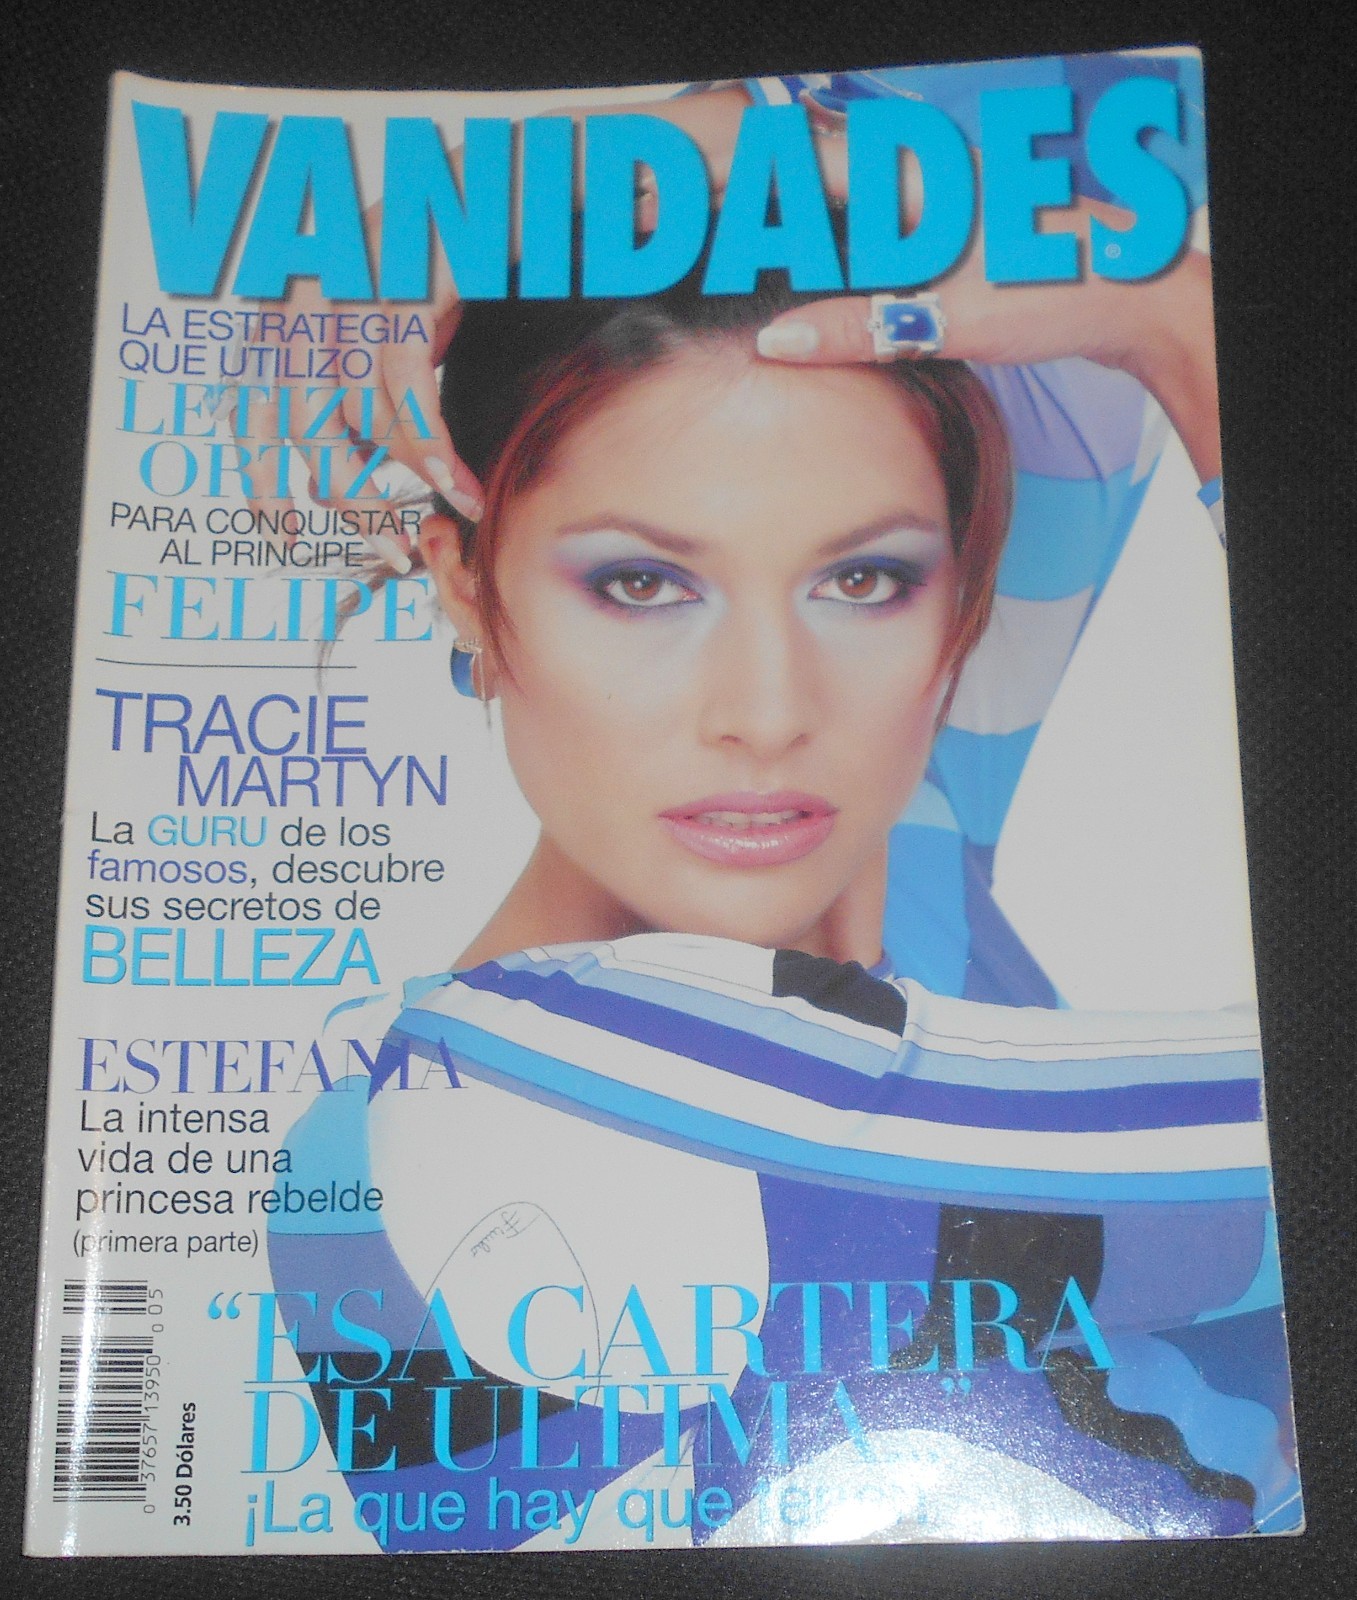 VANIDADES
®
LA ESTRATEGIA
QUE UTILIZO
LETIZIA
ORTIZ
PARA CONQUISTAR
AL PRINCIPE
FELIPE
TRACIE
MARTYN
La GURU de los
famosos, descubre
sus secretos de
BELLEZA
ESTEFANIA
La intensa
vida de una
princesa rebelde
(primera parte)
"ESA CARTERA
DE ULTIMA..."
¡La que hay que
0 37657 13950 0 05
3.50 Dólares